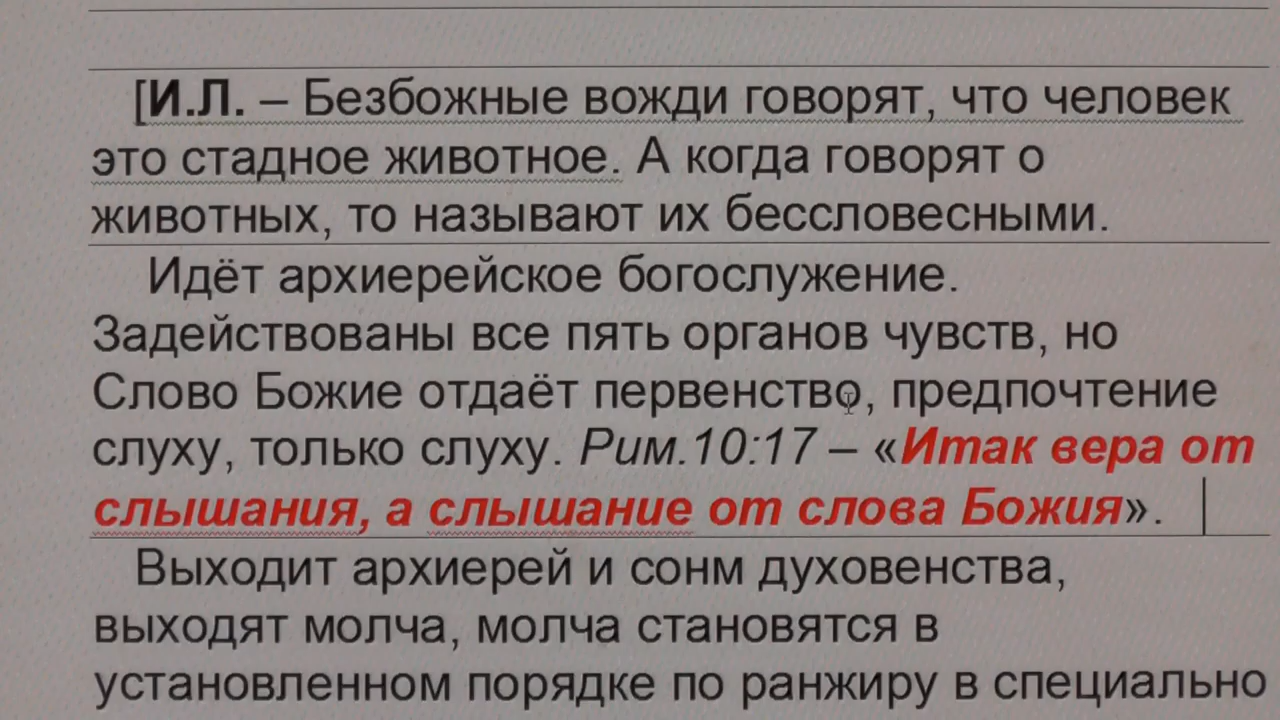 [И.Л. – Безбожные вожди говорят, что человек
это стадное животное. А когда говорят о
животных, то называют их бессловесными.
Идёт архиерейское богослужение.
Задействованы все пять органов чувств, но
Слово Божие отдаёт первенство, предпочтение
слуху, только слуху. Рим.10:17 – «Итак вера от
слышания, а слышание от слова Божия».
Выходит архиерей и сонм духовенства,
выходят молча, молча становятся в
установленном порядке по ранжиру в специально